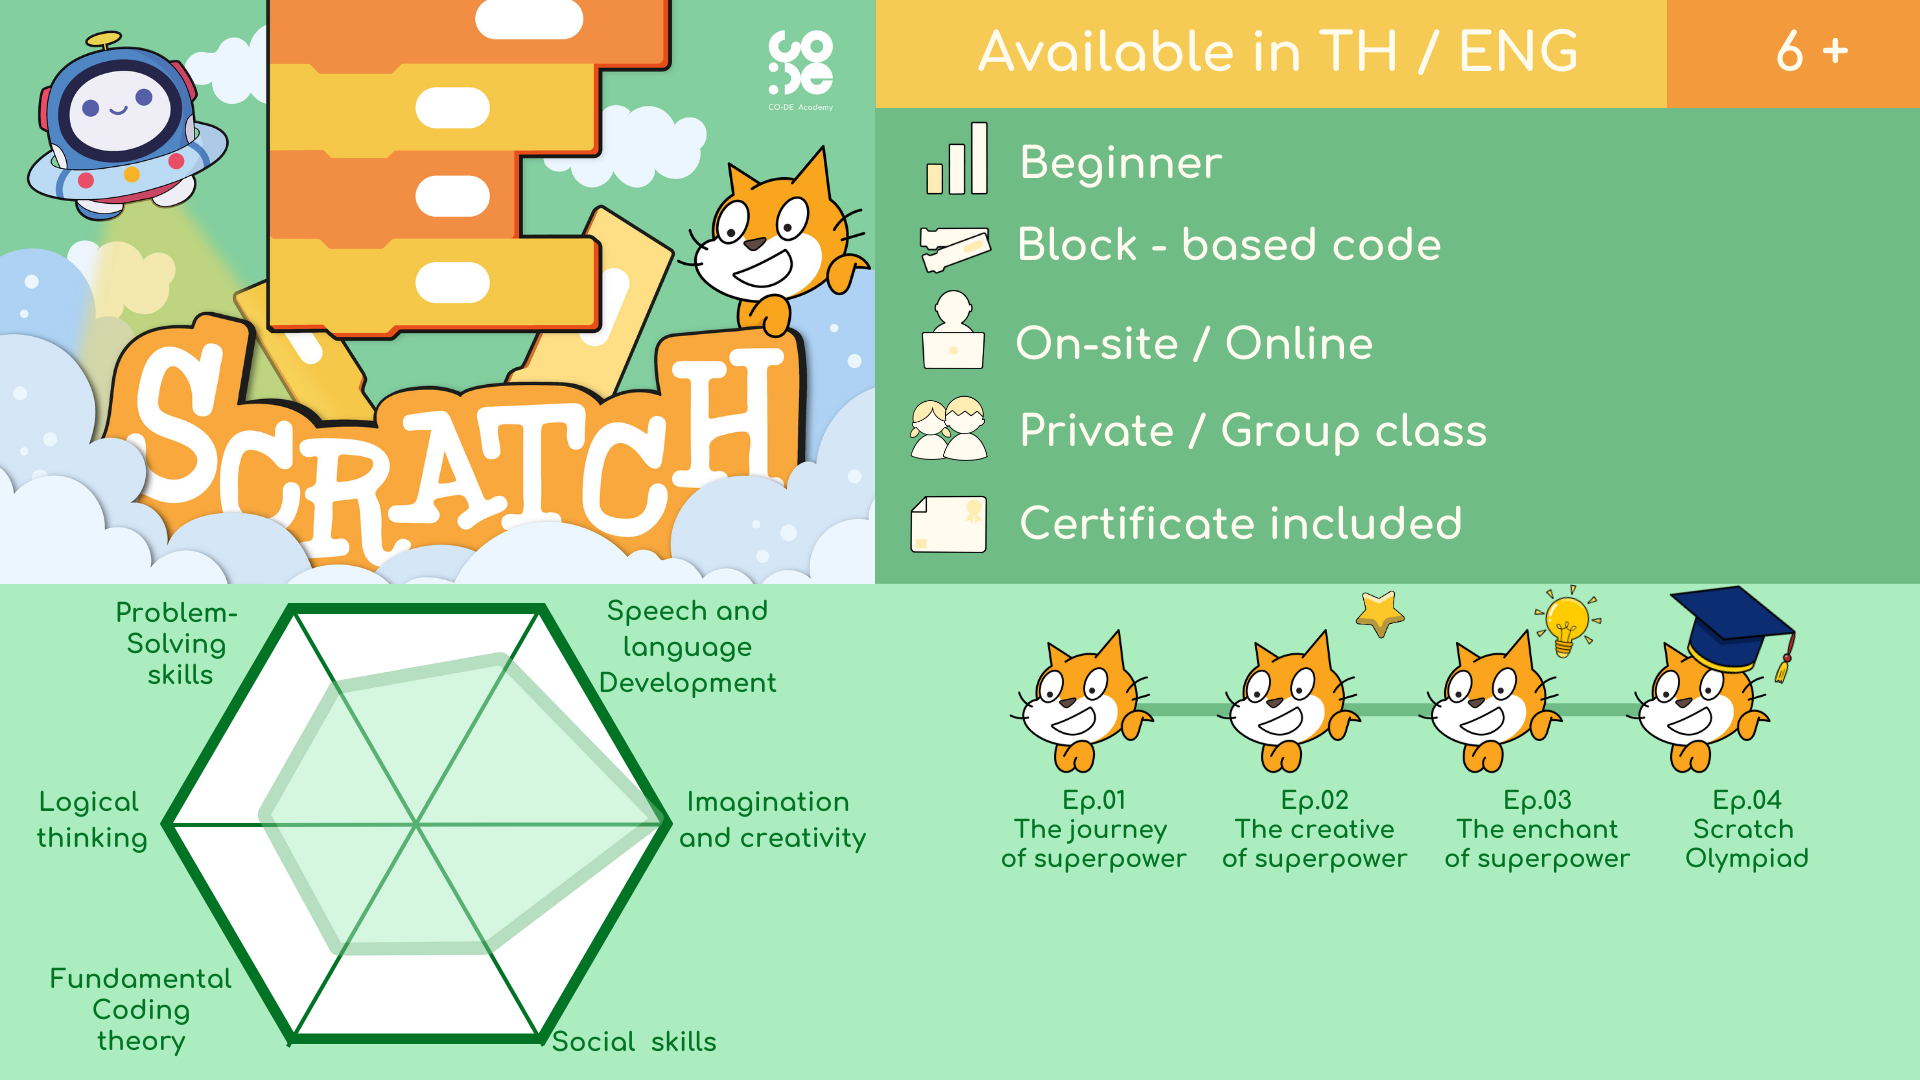 CO
DE
CO-DE Academy
SCRATCH
Available in TH / ENG
6 +
Beginner
Block - based code
On-site / Online
Private / Group class
Certificate included
Problem-
Solving
skills
Speech and
language
Development
Logical
thinking
Imagination
and creativity
Fundamental
Coding
theory
Social skills
Ep.01
The journey
of superpower
Ep.02
The creative
of superpower
Ep.03
The enchant
of superpower
Ep.04
Scratch
Olympiad